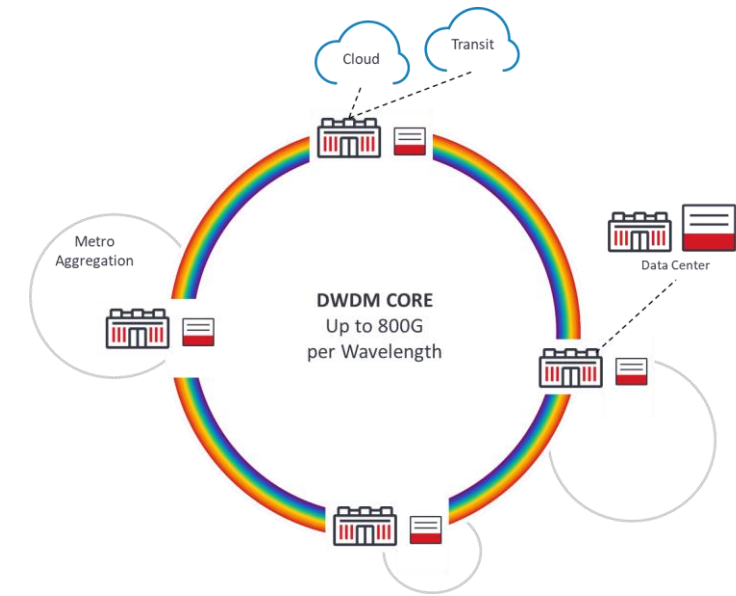 Cloud
Transit
Metro
Aggregation
Data Center
DWDM CORE
Up to 800G
per Wavelength